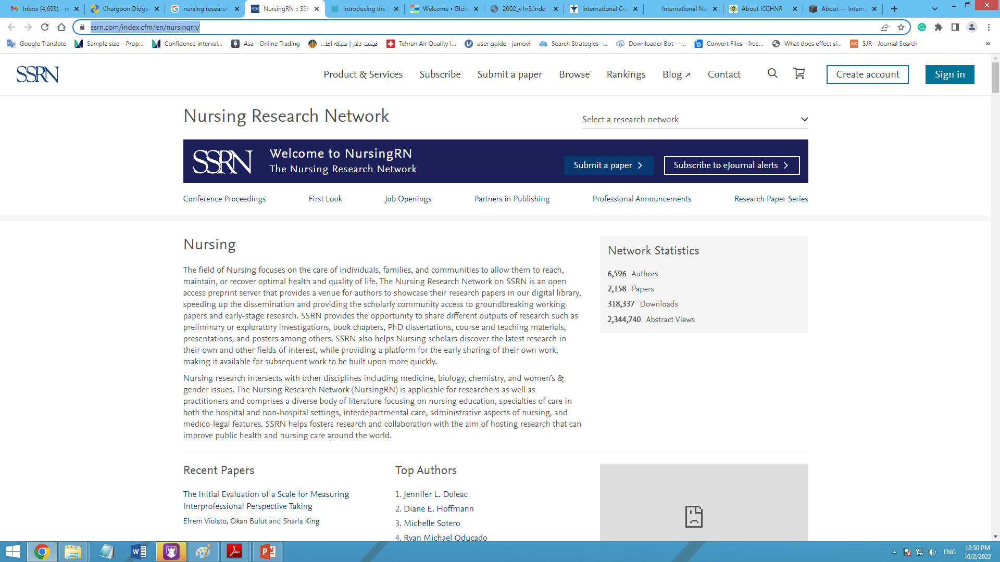 Inbox (4,693) - n
Chargoon Didga
nursing research
NursingRN :: SSR
Introducing the
Welcome • Glob
2002_v1n3.indd
International Co
International Nu
About ICCHNR –
About — Interna
ssrn.com/index.cfm/en/nursingrn/
Google Translate
Sample size – Prop...
Confidence interval...
Asa - Online Trading
قیمت دلار | شبکه اط...
Tehran Air Quality I...
user guide - jamovi
Search Strategies -...
Downloader Bot —...
Convert Files - free...
What does effect si...
SJR - Journal Search
»
SSRN
Product & Services
Subscribe
Submit a paper
Browse
Rankings
Blog ↗
Contact
Create account
Sign in
Nursing Research Network
Select a research network
SSRN
Welcome to NursingRN
The Nursing Research Network
Submit a paper
Subscribe to eJournal alerts
Conference Proceedings
First Look
Job Openings
Partners in Publishing
Professional Announcements
Research Paper Series
Nursing
The field of Nursing focuses on the care of individuals, families, and communities to allow them to reach,
maintain, or recover optimal health and quality of life. The Nursing Research Network on SSRN is an open
access preprint server that provides a venue for authors to showcase their research papers in our digital library,
speeding up the dissemination and providing the scholarly community access to groundbreaking working
papers and early-stage research. SSRN provides the opportunity to share different outputs of research such as
preliminary or exploratory investigations, book chapters, PhD dissertations, course and teaching materials,
presentations, and posters among others. SSRN also helps Nursing scholars discover the latest research in
their own and other fields of interest, while providing a platform for the early sharing of their own work,
making it available for subsequent work to be built upon more quickly.
Nursing research intersects with other disciplines including medicine, biology, chemistry, and women’s &
gender issues. The Nursing Research Network (NursingRN) is applicable for researchers as well as
practitioners and comprises a diverse body of literature focusing on nursing education, specialties of care in
both the hospital and non-hospital settings, interdepartmental care, administrative aspects of nursing, and
medico-legal features. SSRN helps fosters research and collaboration with the aim of hosting research that can
improve public health and nursing care around the world.
Network Statistics
6,596 Authors
2,158 Papers
318,337 Downloads
2,344,740 Abstract Views
Recent Papers
The Initial Evaluation of a Scale for Measuring
Interprofessional Perspective Taking
Efrem Violato, Okan Bulut and Sharla King
Top Authors
1. Jennifer L. Doleac
2. Diane E. Hoffmann
3. Michelle Sotero
4. Ryan Michael Oducado
ENG
12:50 PM
10/2/2022